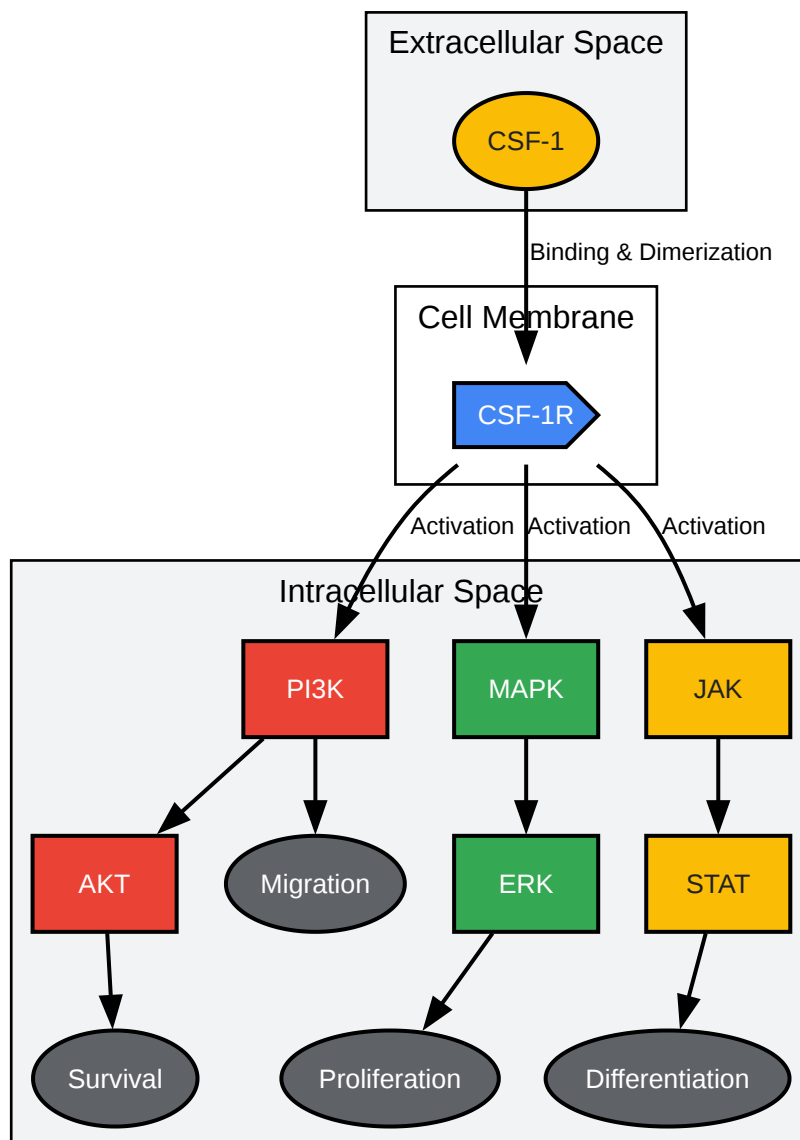 Extracellular Space
CSF-1
Binding & Dimerization
Cell Membrane
CSF-1R
Activation
Activation
Activation
Intracellular Space
PI3K
MAPK
JAK
AKT
Migration
ERK
STAT
Survival
Proliferation
Differentiation